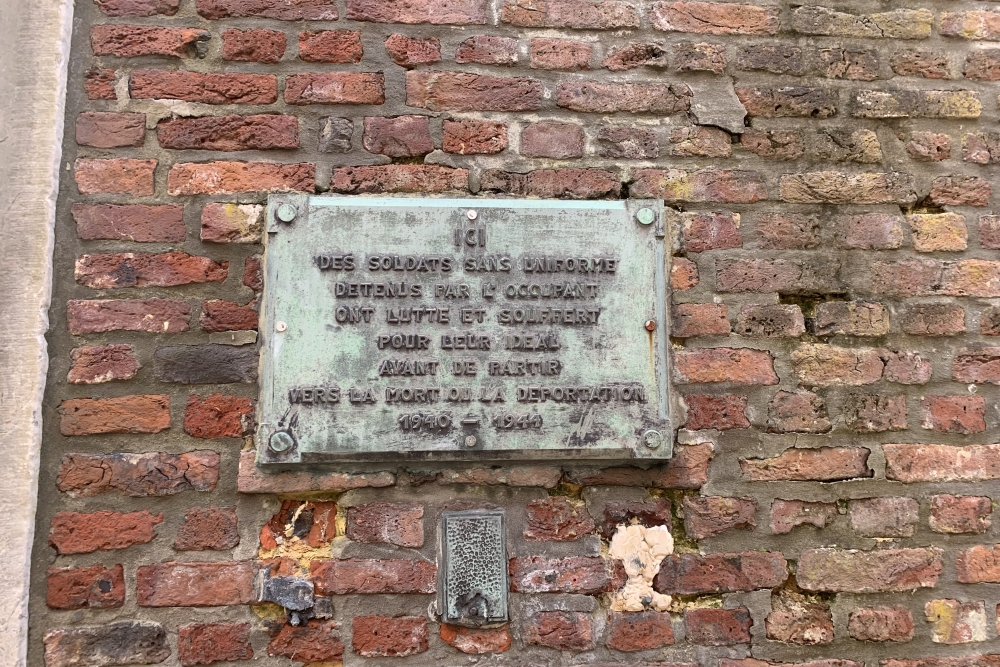 ICI
DES SOLDATS SANS UNIFORME
DETENUS PAR L' OCCUPANT
ONT LUTTE ET SOUFFERT
POUR LEUR IDEAL
AVANT DE PARTIR
VERS LA MORT OU LA DEPORTATION
1940 - 1944